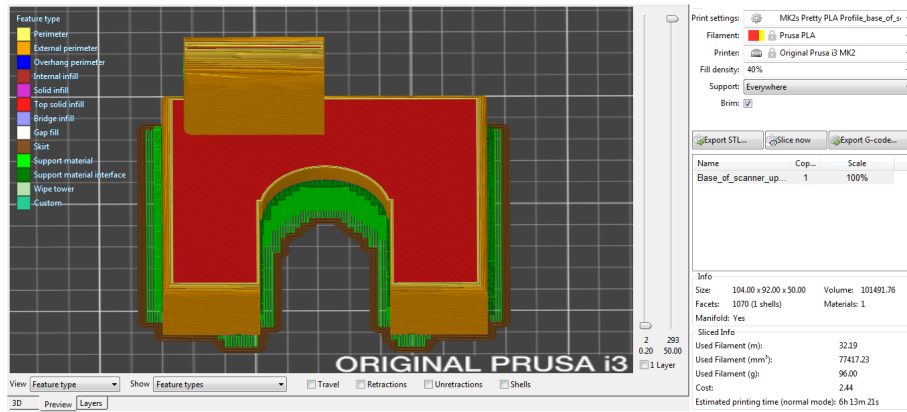 Feature type
Perimeter
External perimeter
Overhang perimeter
Internal infill
Solid infill
Top solid infill
Bridge infill
Gap fill
Skirt
Support material
Support material interface
Wipe tower
Custom
ORIGINAL PRUSA i3
2 293
0.20 50.00
1 Layer
View Feature type Show Feature types Travel Retractions Unretractions Shells
3D Preview Layers
Print settings: MK2s Pretty PLA Profile_base_of_s
Filament: Prusa PLA
Printer: Original Prusa i3 MK2
Fill density: 40%
Support: Everywhere
Brim:
Export STL... Slice now Export G-code...
Name Cop... Scale
Base_of_scanner_up... 1 100%
Info
Size: 104.00 x 92.00 x 50.00 Volume: 101491.76
Facets: 1070 (1 shells) Materials: 1
Manifold: Yes
Sliced Info
Used Filament (m): 32.19
Used Filament (mm³): 77417.23
Used Filament (g): 96.00
Cost: 2.44
Estimated printing time (normal mode): 6h 13m 21s